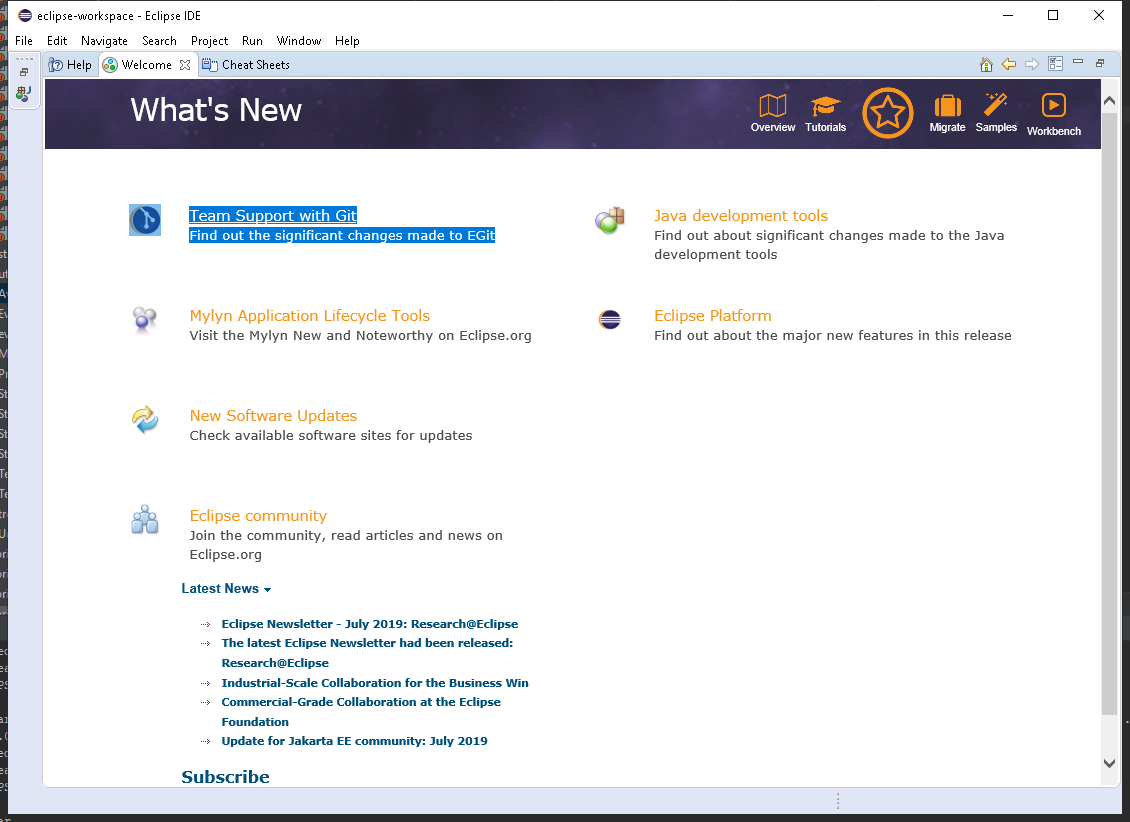 eclipse-workspace - Eclipse IDE
File Edit Navigate Search Project Run Window Help
Help Welcome Cheat Sheets
What's New
Overview Tutorials Migrate Samples Workbench
Team Support with Git
Find out the significant changes made to EGit
Java development tools
Find out about significant changes made to the Java
development tools
Mylyn Application Lifecycle Tools
Visit the Mylyn New and Noteworthy on Eclipse.org
Eclipse Platform
Find out about the major new features in this release
New Software Updates
Check available software sites for updates
Eclipse community
Join the community, read articles and news on
Eclipse.org
Latest News
Eclipse Newsletter - July 2019: Research@Eclipse
The latest Eclipse Newsletter had been released:
Research@Eclipse
Industrial-Scale Collaboration for the Business Win
Commercial-Grade Collaboration at the Eclipse
Foundation
Update for Jakarta EE community: July 2019
Subscribe